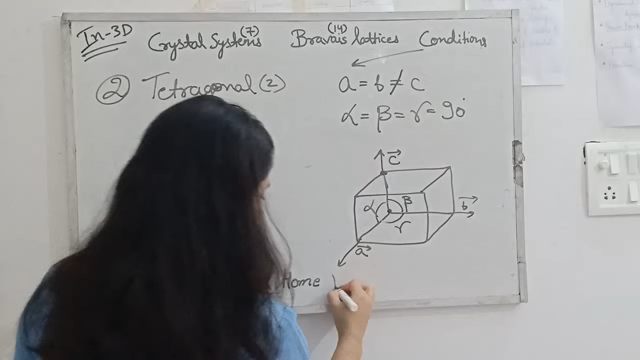 In-3D
Crystal Systems (7) Bravais lattices (14) Conditions
② Tetragonal (2) a = b ≠ c
α = β = γ = 90°
c
α β b
γ
a
Home